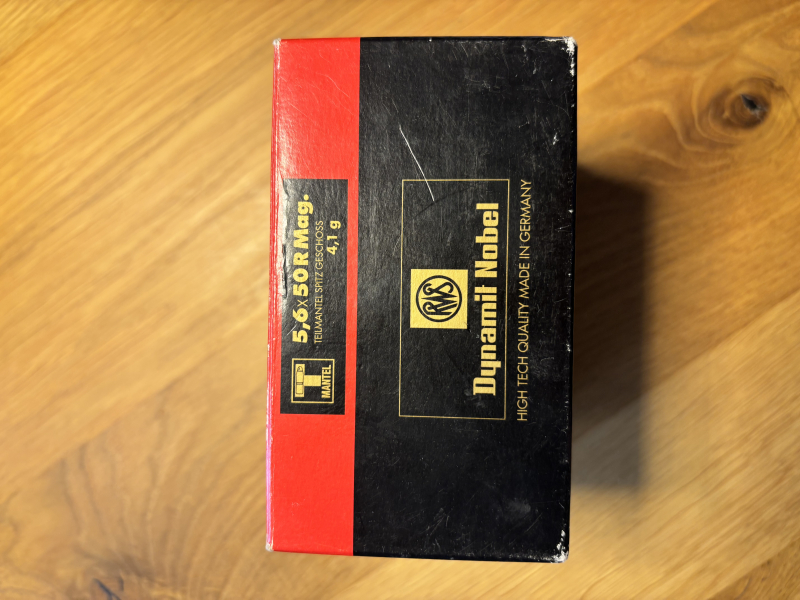 5,6 x 50 R Mag.
TEILMANTEL SPITZ GESCHOSS
4,1 g
T
MANTEL
RWS
Dynamit Nobel
HIGH TECH QUALITY MADE IN GERMANY